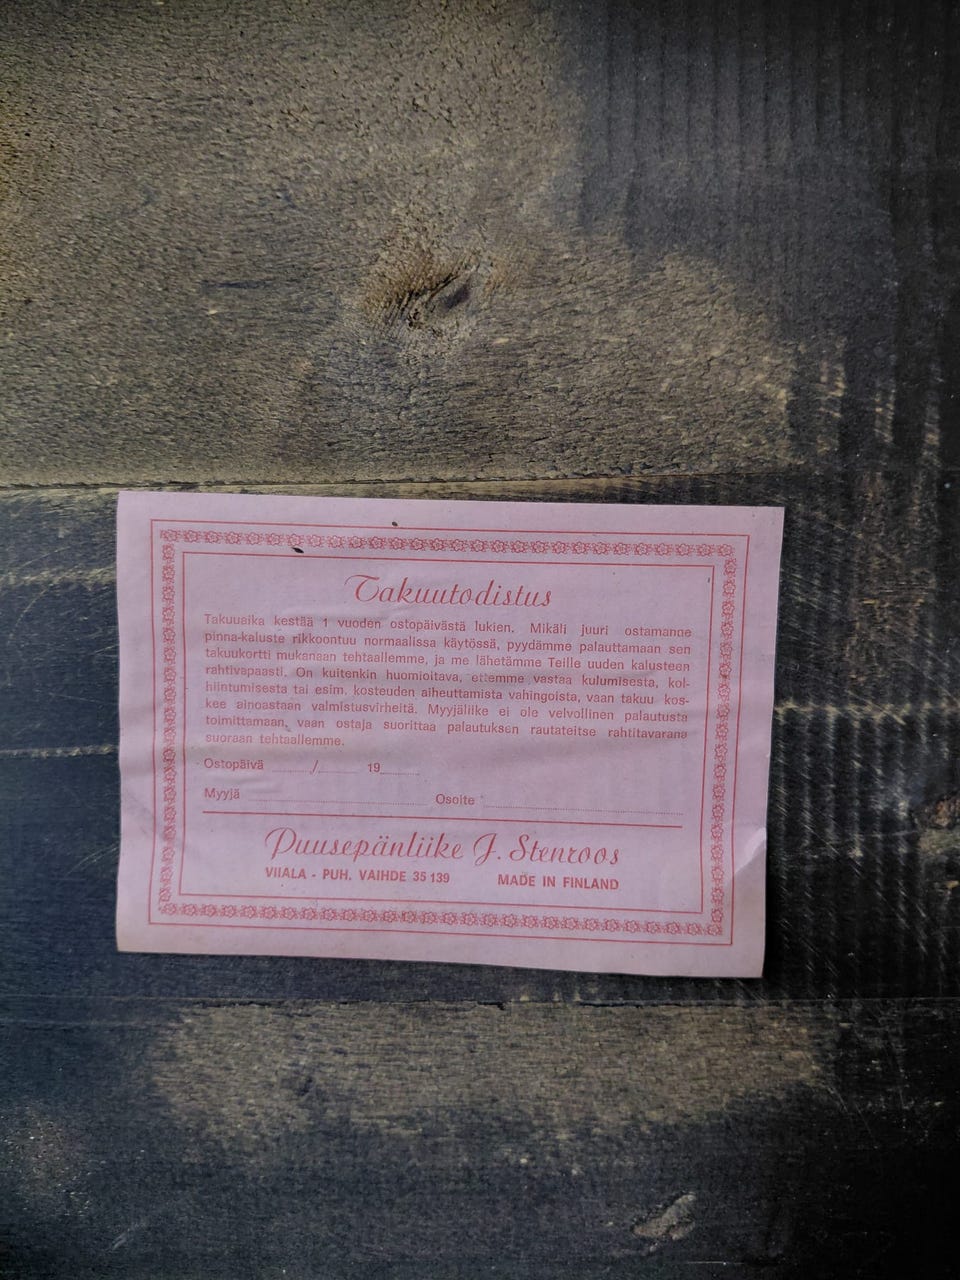 Takuutodistus
Takuuaika kestää 1 vuoden ostopäivästä lukien. Mikäli juuri ostamanne
pinna-kaluste rikkoontuu normaalissa käytössä, pyydämme palauttamaan sen
takuukortti mukanaan tehtaallemme, ja me lähetämme Teille uuden kalusteen
rahtivapaasti. On kuitenkin huomioitava, ettemme vastaa kulumisesta, kol-
hiintumisesta tai esim. kosteuden aiheuttamista vahingoista, vaan takuu kos-
kee ainoastaan valmistusvirheitä. Myyjäliike ei ole velvollinen palautusta
toimittamaan, vaan ostaja suorittaa palautuksen rautateitse rahtitavarana
suoraan tehtaallemme.
Ostopäivä ........../.......... 19..........
Myyjä .................... Osoite ....................
Puusepänliike J. Stenroos
VIIALA - PUH. VAIHDE 35 139 MADE IN FINLAND